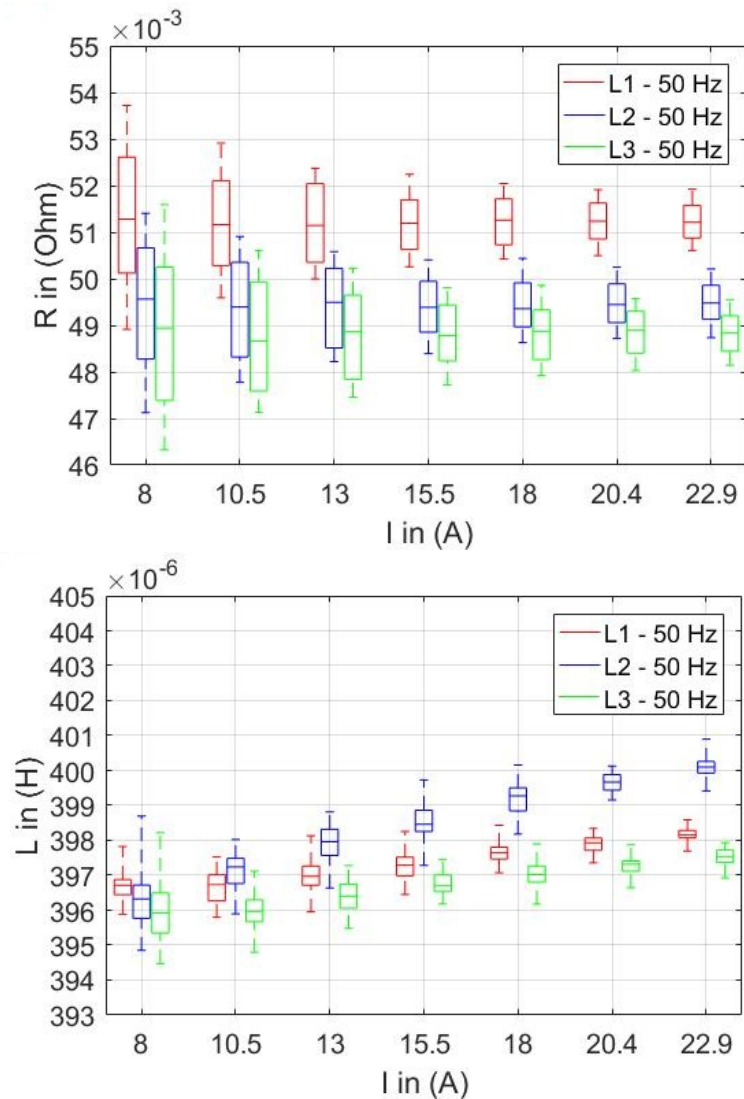 ×10⁻³
55
54
53
52
51
50
49
48
47
46
R in (Ohm)
L1 - 50 Hz
L2 - 50 Hz
L3 - 50 Hz
8 10.5 13 15.5 18 20.4 22.9
I in (A)
×10⁻⁶
405
404
403
402
401
400
399
398
397
396
395
394
393
L in (H)
L1 - 50 Hz
L2 - 50 Hz
L3 - 50 Hz
8 10.5 13 15.5 18 20.4 22.9
I in (A)